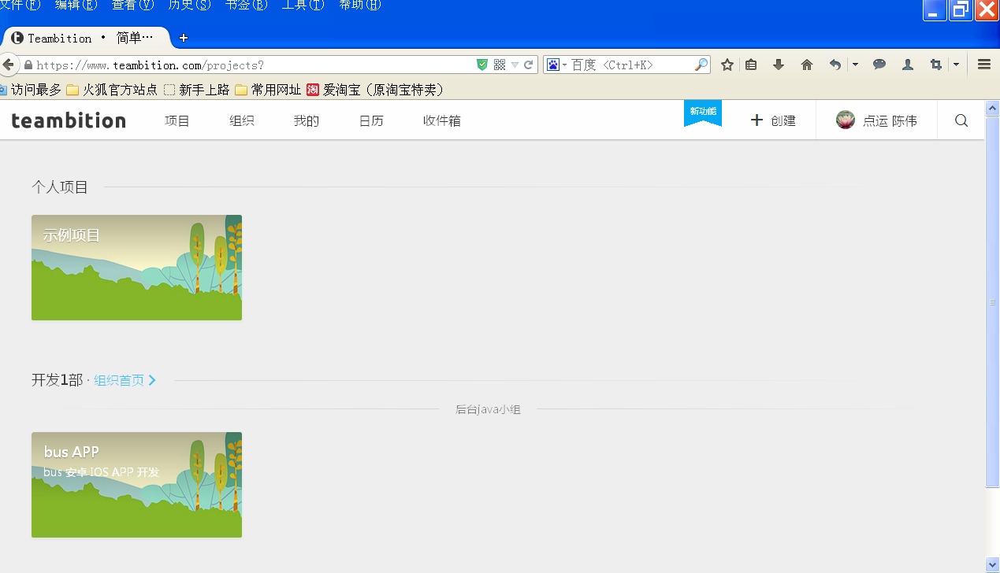 文件(F) 编辑(E) 查看(V) 历史(S) 书签(B) 工具(T) 帮助(H)
Teambition • 简单…
https://www.teambition.com/projects?
百度 <Ctrl+K>
访问最多 火狐官方站点 新手上路 常用网址 淘 爱淘宝（原淘宝特卖）
teambition 项目 组织 我的 日历 收件箱 新功能 + 创建 点运 陈伟
个人项目
示例项目
开发1部 · 组织首页 >
后台java小组
bus APP
bus 安卓 IOS APP 开发